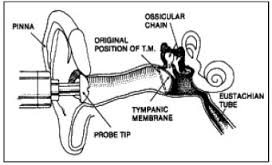 PINNA
ORIGINAL
POSITION OF T.M.
OSSICULAR
CHAIN
TYMPANIC
MEMBRANE
EUSTACHIAN
TUBE
PROBE TIP